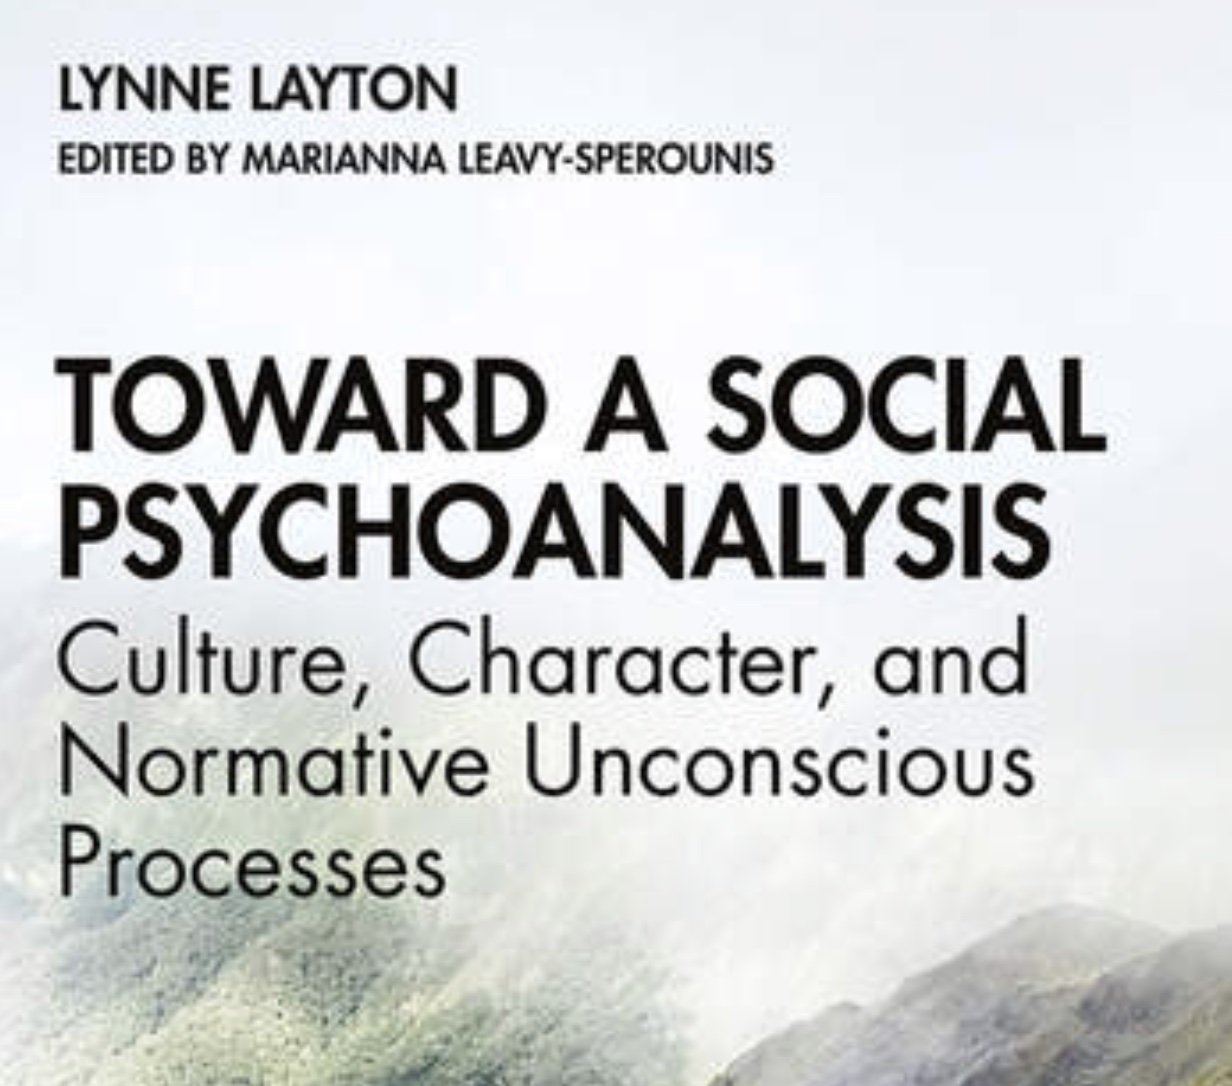 LYNNE LAYTON
EDITED BY MARIANNA LEAVY-SPEROUNIS
TOWARD A SOCIAL
PSYCHOANALYSIS
Culture, Character, and
Normative Unconscious
Processes